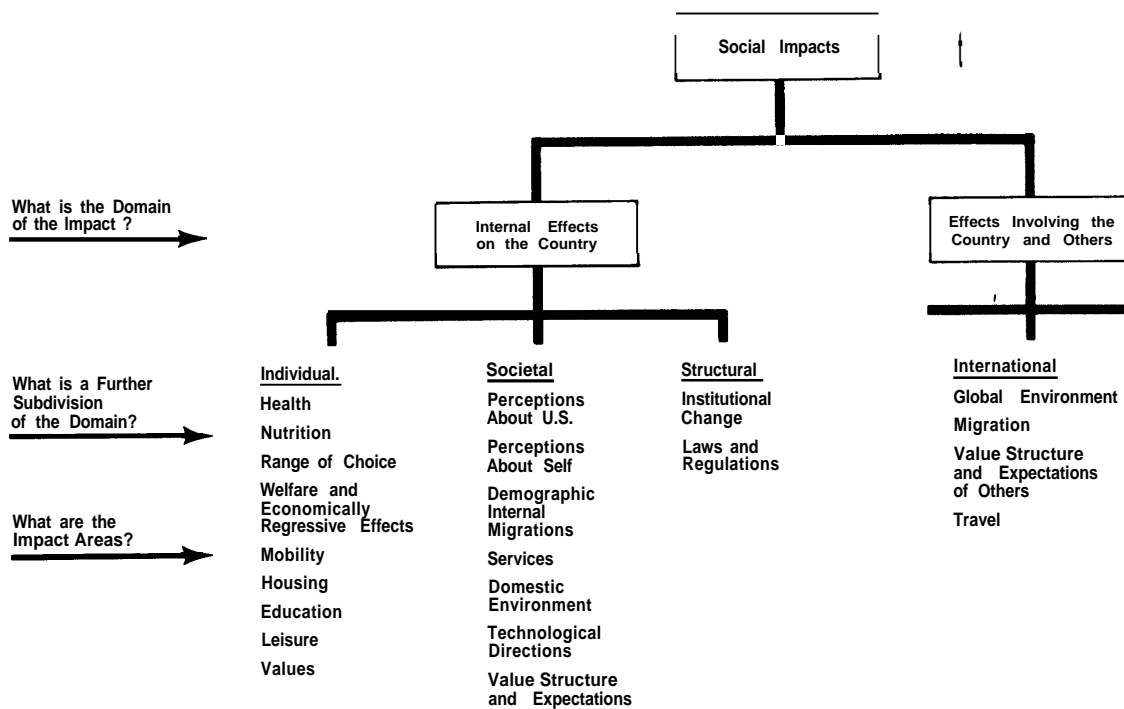 Social Impacts
What is the Domain
of the Impact ?
Internal Effects
on the Country
Effects Involving the
Country and Others
What is a Further
Subdivision
of the Domain?
What are the
Impact Areas?
Individual.
Health
Nutrition
Range of Choice
Welfare and
Economically
Regressive Effects
Mobility
Housing
Education
Leisure
Values
Societal
Perceptions
About U.S.
Perceptions
About Self
Demographic
Internal
Migrations
Services
Domestic
Environment
Technological
Directions
Value Structure
and Expectations
Structural
Institutional
Change
Laws and
Regulations
International
Global Environment
Migration
Value Structure
and Expectations
of Others
Travel